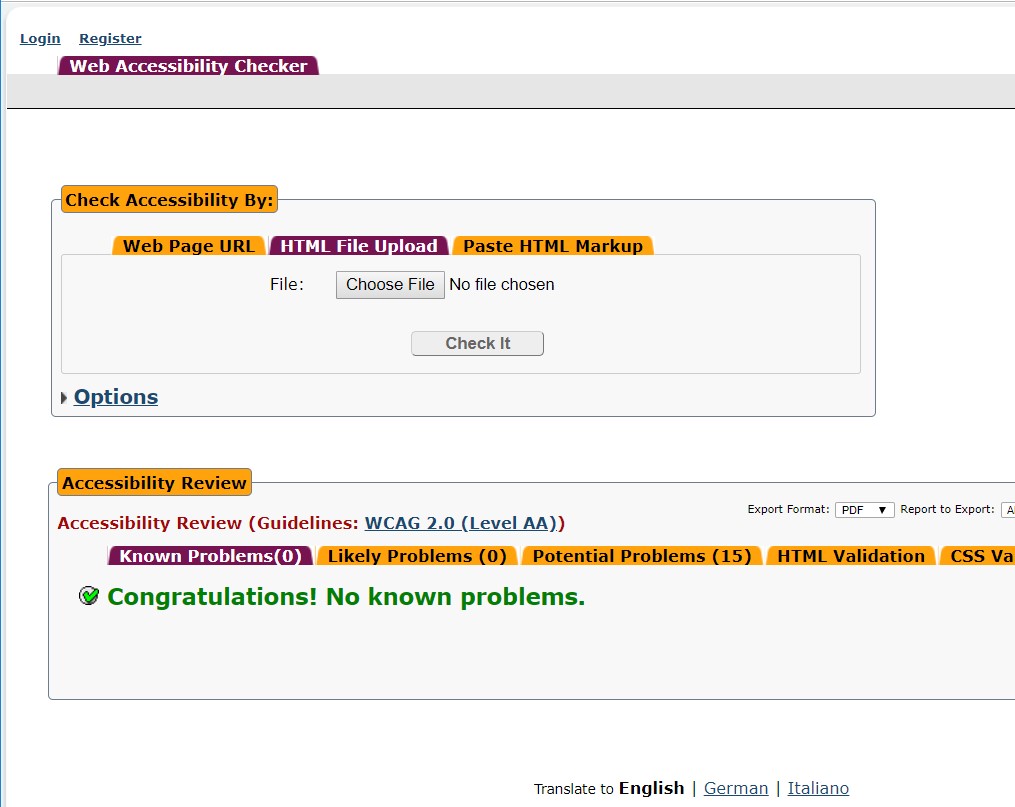 Login Register
Web Accessibility Checker
Check Accessibility By:
Web Page URL HTML File Upload Paste HTML Markup
File: Choose File No file chosen
Check It
Options
Accessibility Review
Export Format: PDF ▼ Report to Export:
Accessibility Review (Guidelines: WCAG 2.0 (Level AA))
Known Problems(0) Likely Problems (0) Potential Problems (15) HTML Validation CSS Va
Congratulations! No known problems.
Translate to English | German | Italiano